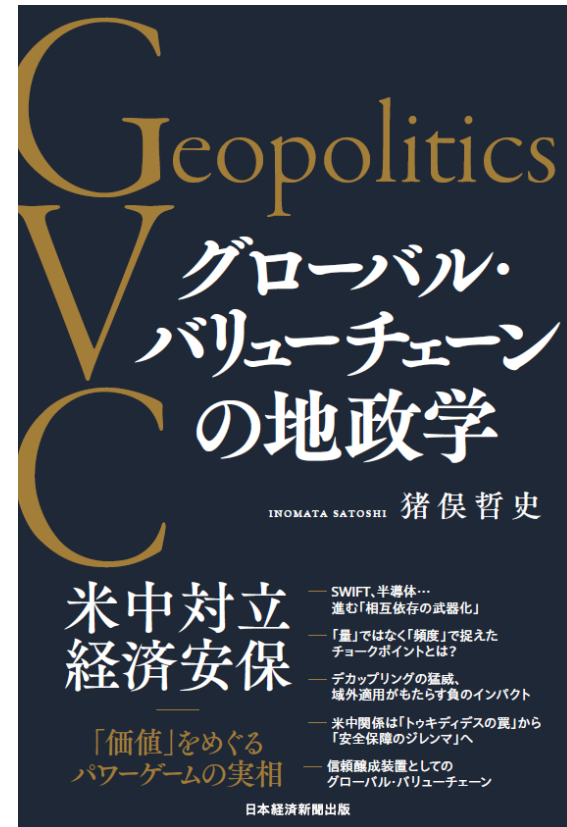 GVC
Geopolitics
グローバル・
バリューチェーン
の地政学
INOMATA SATOSHI 猪俣哲史
米中対立
経済安保
「価値」をめぐる
パワーゲームの実相
SWIFT、半導体…
進む「相互依存の武器化」
「量」ではなく「頻度」で捉えた
チョークポイントとは?
デカップリングの猛威、
域外適用がもたらす負のインパクト
米中関係は「トゥキディデスの罠」から
「安全保障のジレンマ」へ
信頼醸成装置としての
グローバル・バリューチェーン
日本経済新聞出版